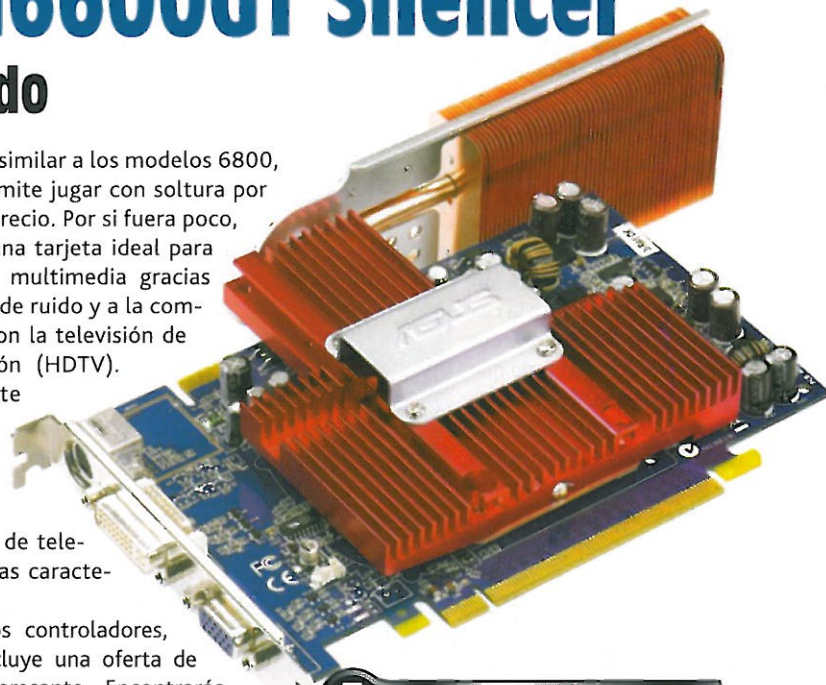 6600GT Silencer
do
similar a los modelos 6800,
mite jugar con soltura por
recio. Por si fuera poco,
na tarjeta ideal para
multimedia gracias
de ruido y a la com-
on la televisión de
ón (HDTV).
te
de tele-
as caracte-
s controladores,
cluye una oferta de
ASUS